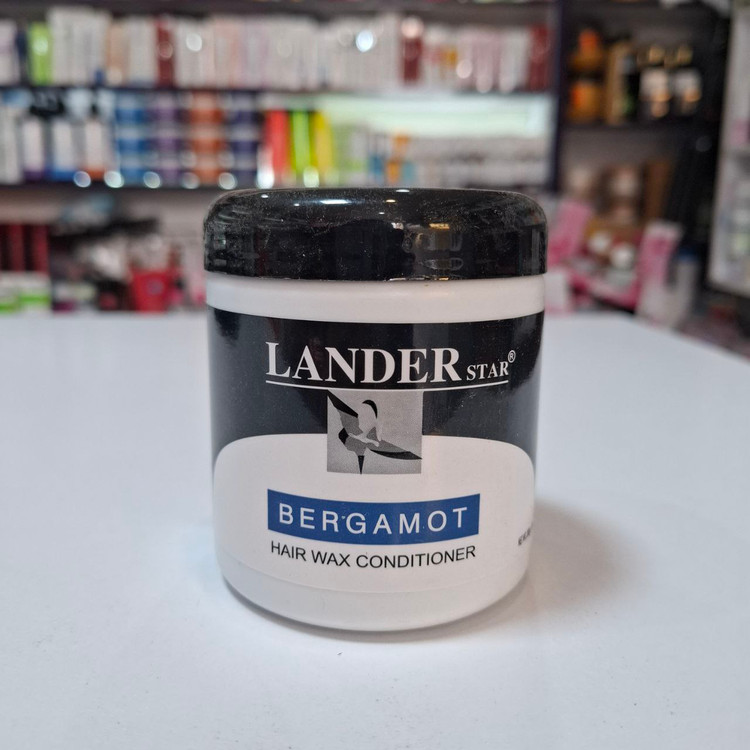 LANDER STAR®
BERGAMOT
HAIR WAX CONDITIONER